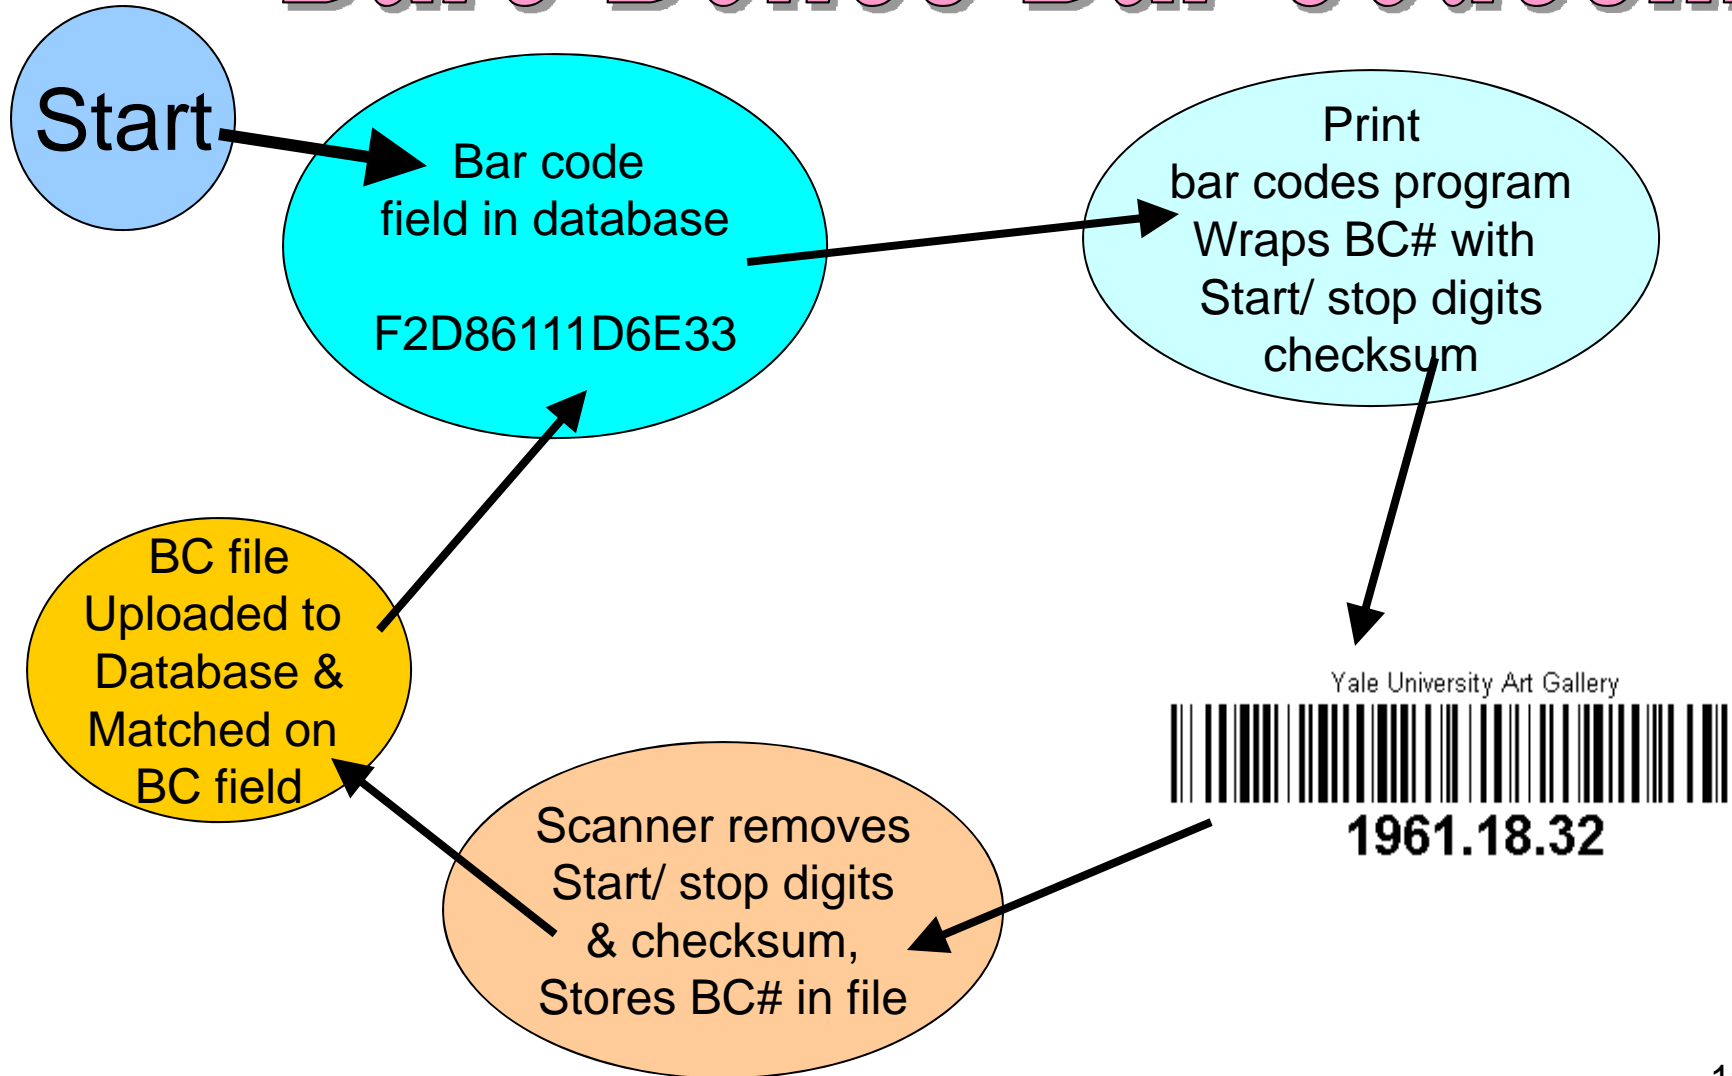 Start
Bar code
field in database
F2D86111D6E33
Print
bar codes program
Wraps BC# with
Start/ stop digits
checksum
Yale University Art Gallery
1961.18.32
Scanner removes
Start/ stop digits
& checksum,
Stores BC# in file
BC file
Uploaded to
Database &
Matched on
BC field